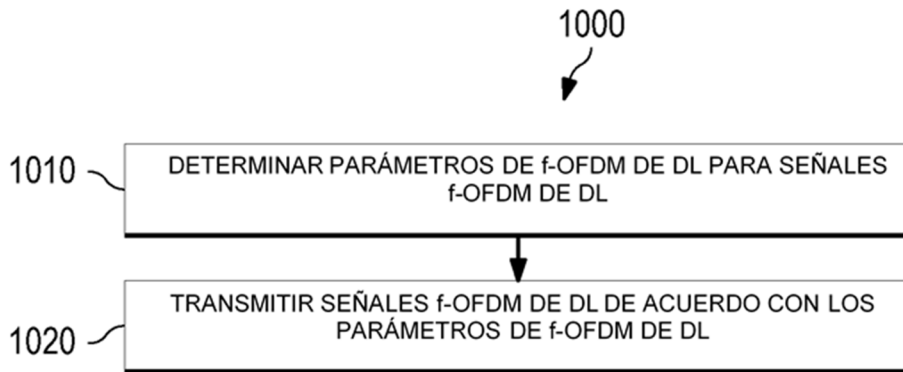 1000
1010
DETERMINAR PARÁMETROS DE f-OFDM DE DL PARA SEÑALES
f-OFDM DE DL
TRANSMITIR SEÑALES f-OFDM DE DL DE ACUERDO CON LOS
1020
PARÁMETROS DE f-OFDM DE DL